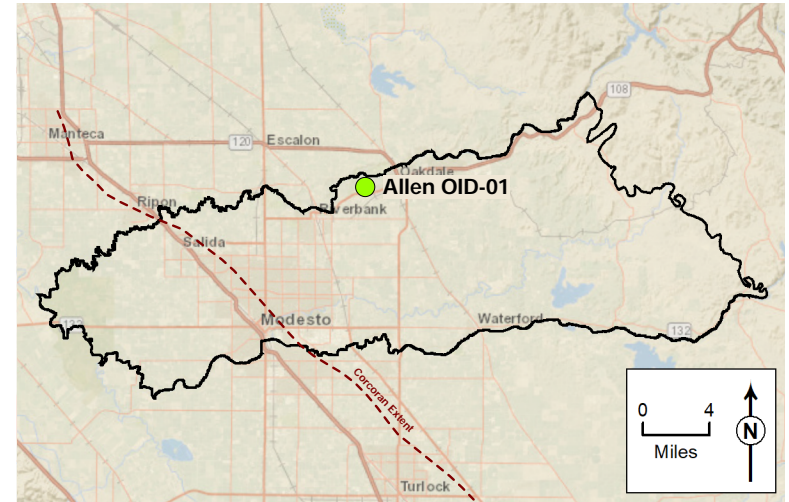 108
Manteca
120
Escalon
Oakdale
Allen OID-01
Ripon
Riverbank
Salida
132
Modesto
Waterford
132
Corcoran Extent
0 4
Miles
N
Turlock